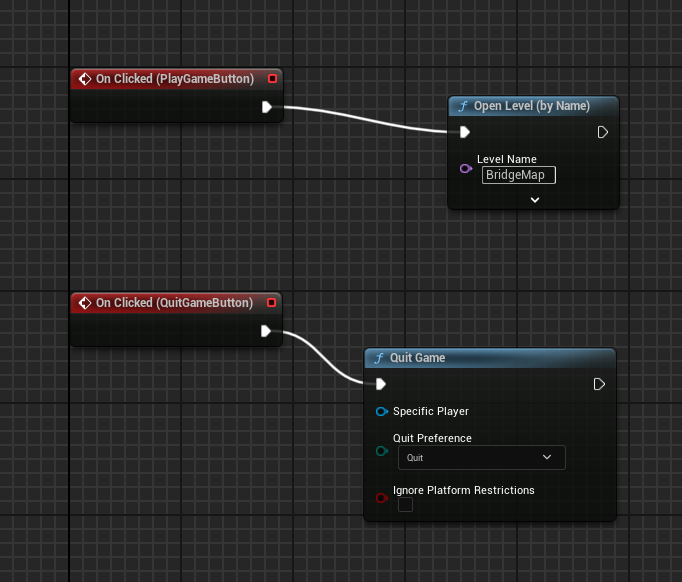 On Clicked (PlayGameButton)
f Open Level (by Name)
Level Name
BridgeMap
On Clicked (QuitGameButton)
f Quit Game
Specific Player
Quit Preference
Quit
Ignore Platform Restrictions